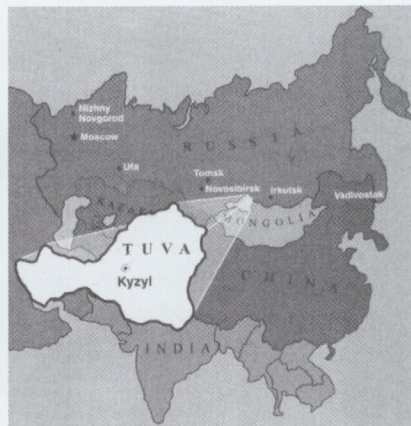 Nizhny
Novgorod
Moscow
RUSSIA
Ufa
Tomsk
Novosibirsk
Irkutsk
Vladivostok
MONGOLIA
TUVA
Kyzyl
CHINA
INDIA